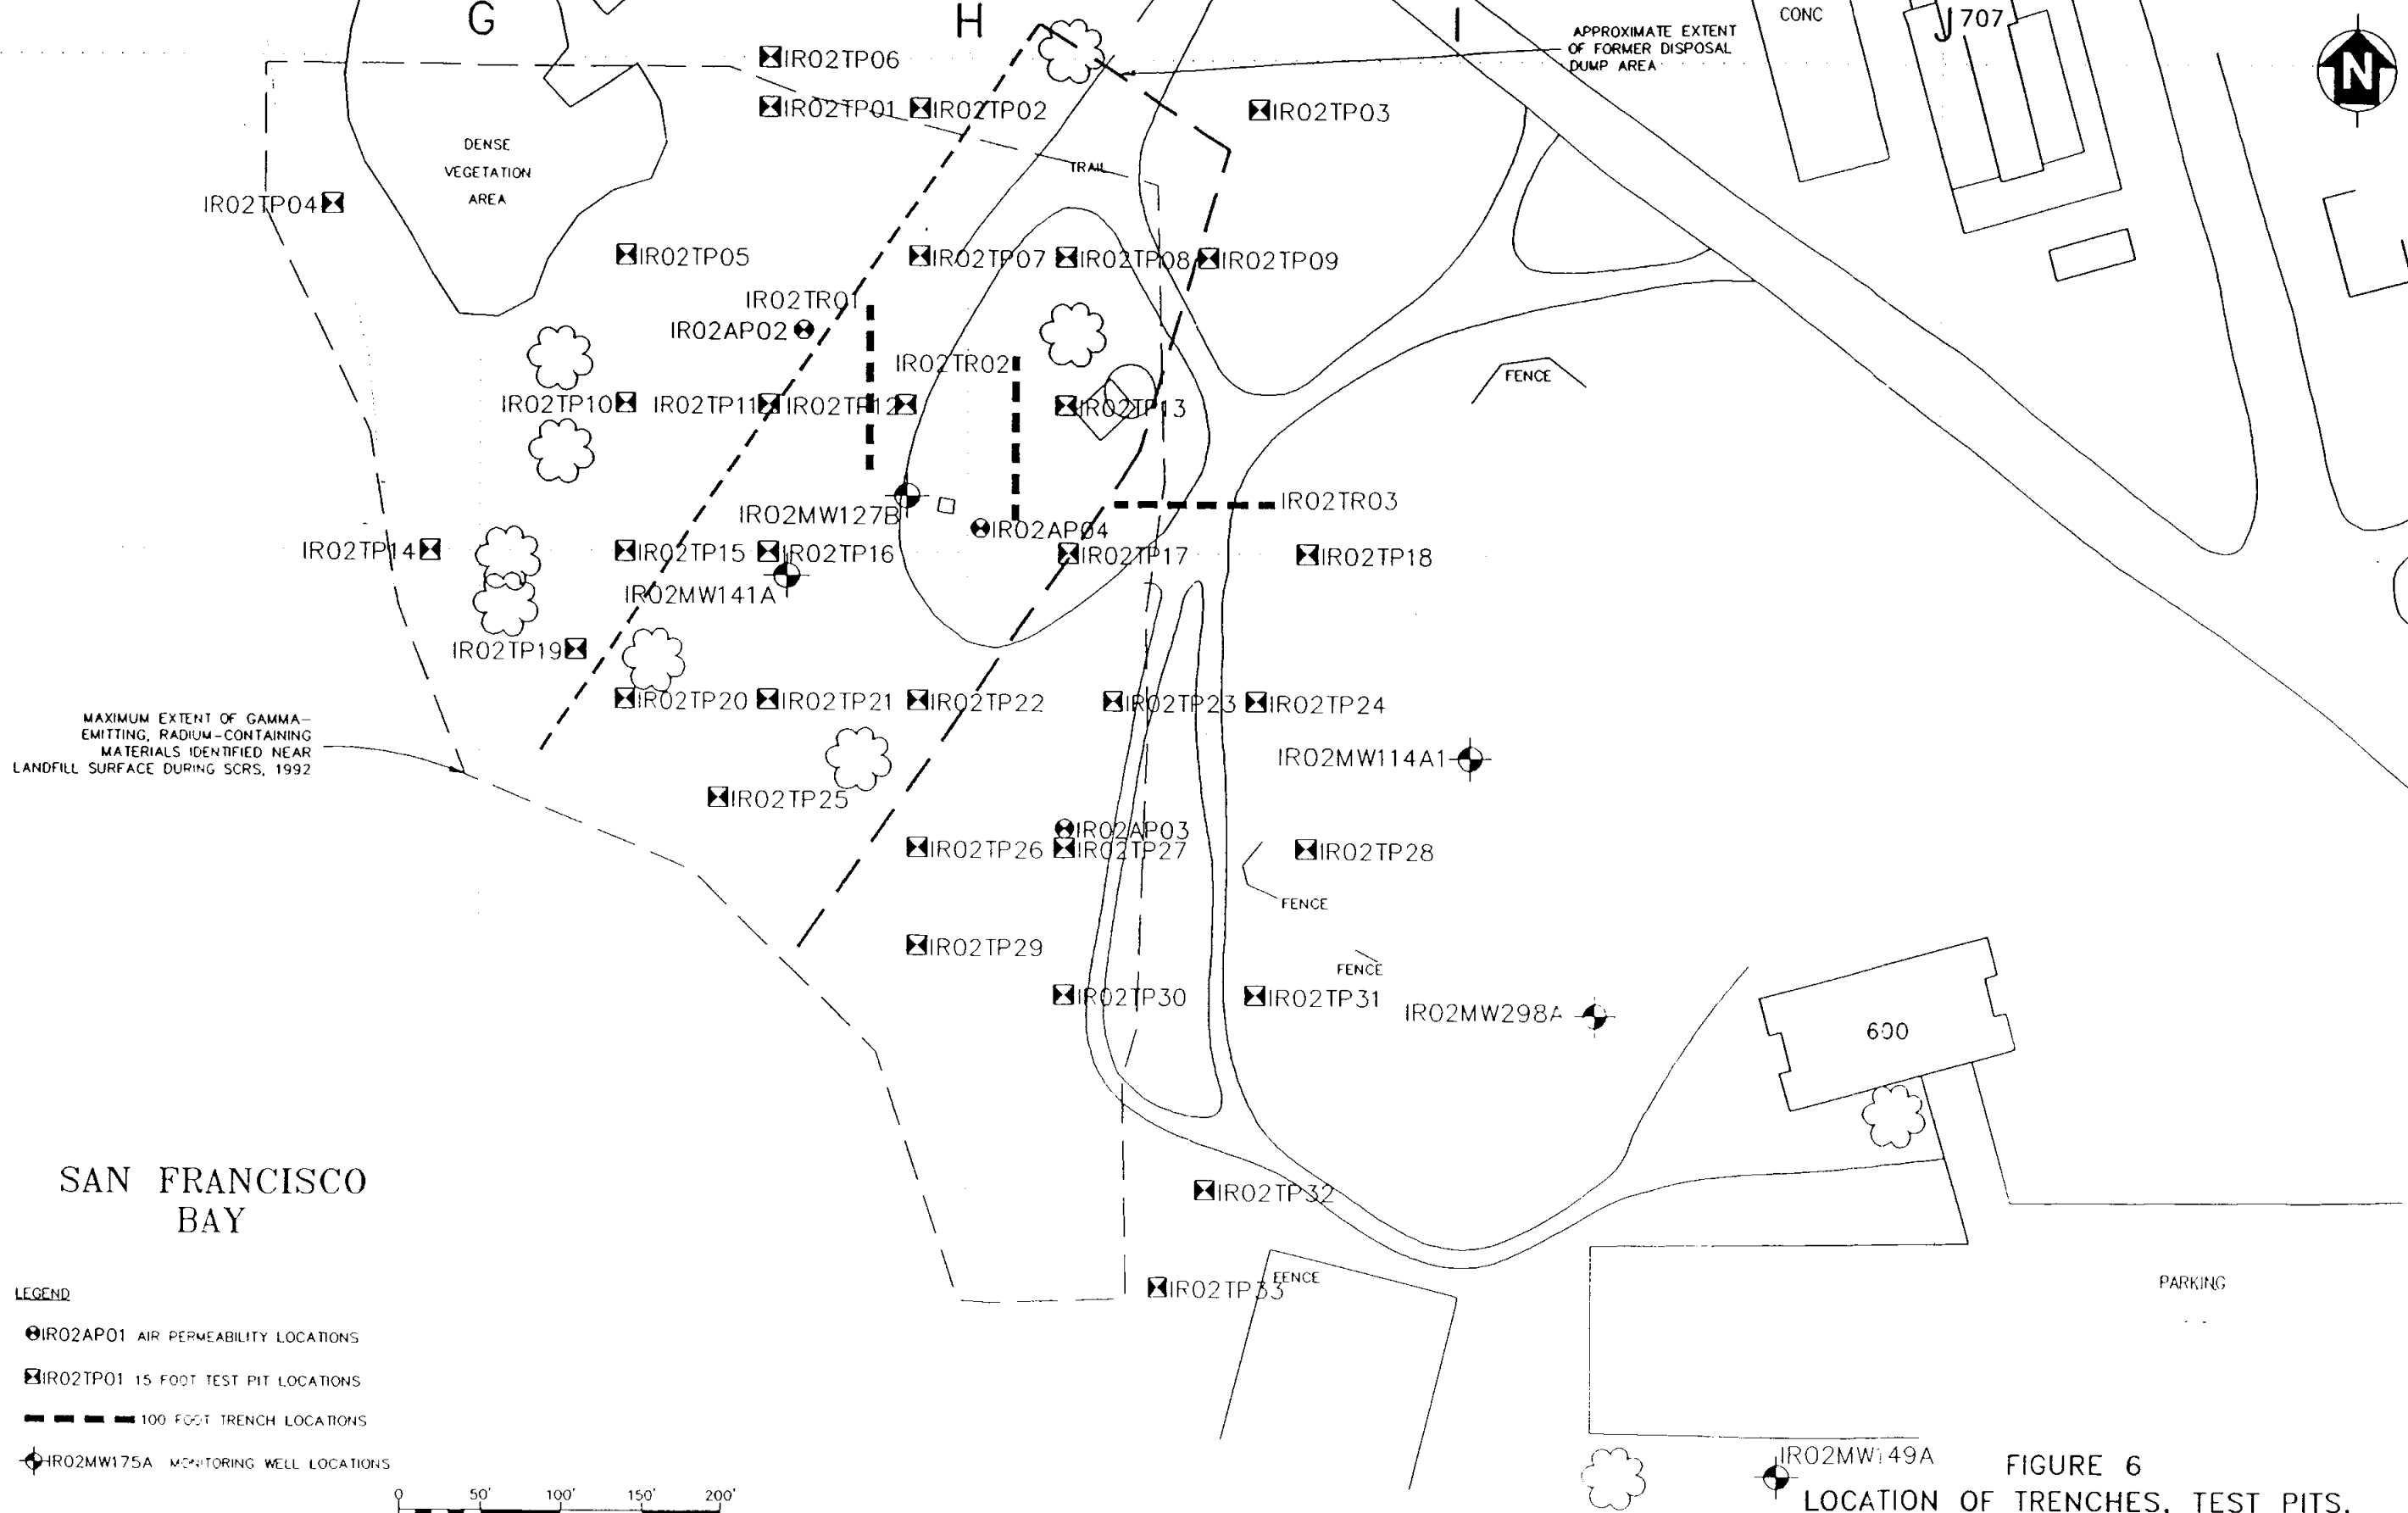 G
H
I
J
707
CONC
N
APPROXIMATE EXTENT
OF FORMER DISPOSAL
DUMP AREA
IR02TP06
IR02TP01
IR02TP02
IR02TP03
DENSE
VEGETATION
AREA
TRAIL
IR02TP04
IR02TP05
IR02TP07
IR02TP08
IR02TP09
IR02TR01
IR02AP02
IR02TR02
FENCE
IR02TP10
IR02TP11
IR02TP12
IR02TP13
IR02TR03
IR02MW127B
IR02AP04
IR02TP14
IR02TP15
IR02TP16
IR02TP17
IR02TP18
IR02MW141A
IR02TP19
IR02TP20
IR02TP21
IR02TP22
IR02TP23
IR02TP24
MAXIMUM EXTENT OF GAMMA-
EMITTING, RADIUM-CONTAINING
MATERIALS IDENTIFIED NEAR
LANDFILL SURFACE DURING SCRS, 1992
IR02MW114A1
IR02TP25
IR02AP03
IR02TP26
IR02TP27
IR02TP28
FENCE
IR02TP29
FENCE
IR02TP30
IR02TP31
IR02MW298A
600
SAN FRANCISCO
BAY
IR02TP32
IR02TP33
FENCE
PARKING
LEGEND
IR02AP01 AIR PERMEABILITY LOCATIONS
IR02TP01 15 FOOT TEST PIT LOCATIONS
100 FOOT TRENCH LOCATIONS
IR02MW175A MONITORING WELL LOCATIONS
0 50' 100' 150' 200'
IR02MW149A
FIGURE 6
LOCATION OF TRENCHES, TEST PITS,